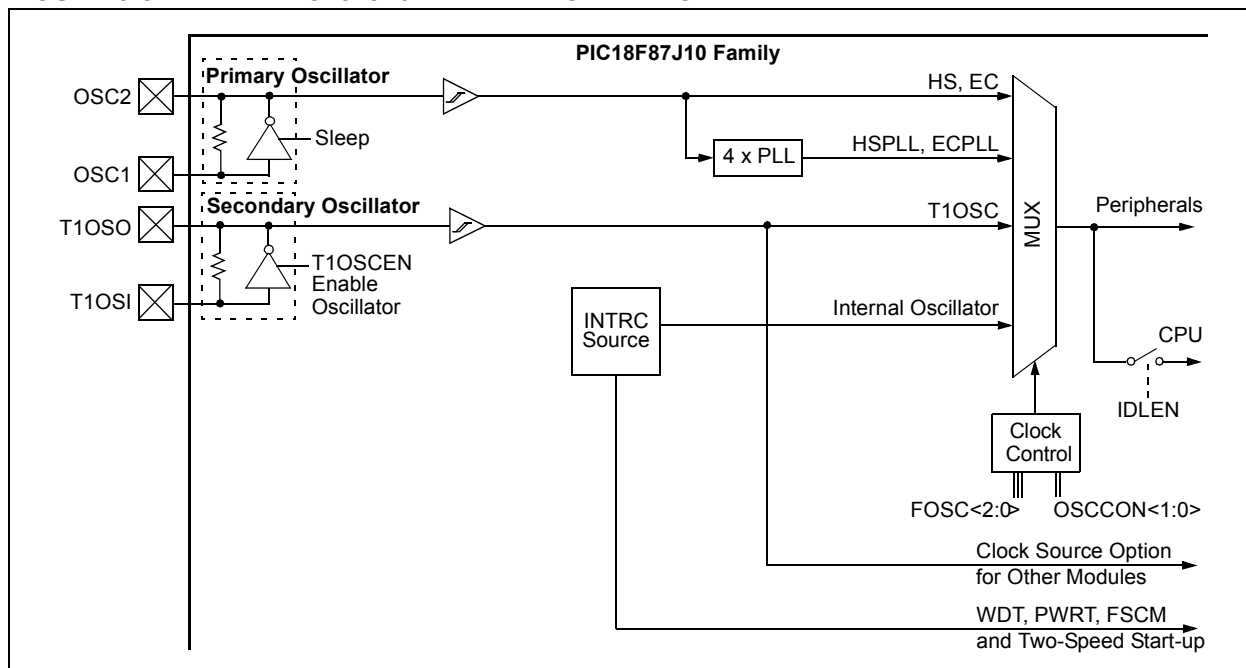 PIC18F87J10 Family
Primary Oscillator
OSC2
HS, EC
Sleep
4 x PLL
HSPLL, ECPLL
OSC1
Secondary Oscillator
T1OSO
T1OSC
MUX
Peripherals
T1OSCEN
Enable
Oscillator
T1OSI
INTRC
Source
Internal Oscillator
CPU
IDLEN
Clock
Control
FOSC<2:0>
OSCCON<1:0>
Clock Source Option
for Other Modules
WDT, PWRT, FSCM
and Two-Speed Start-up